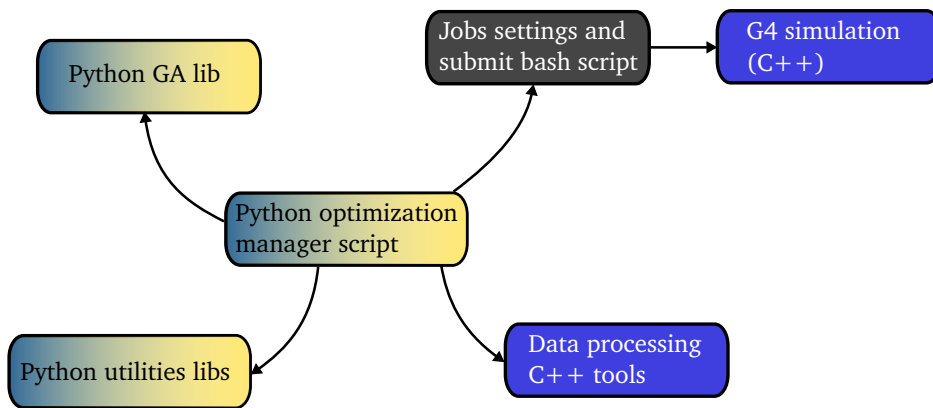 Jobs settings and
submit bash script
G4 simulation
(C++)
Python GA lib
Python optimization
manager script
Python utilities libs
Data processing
C++ tools